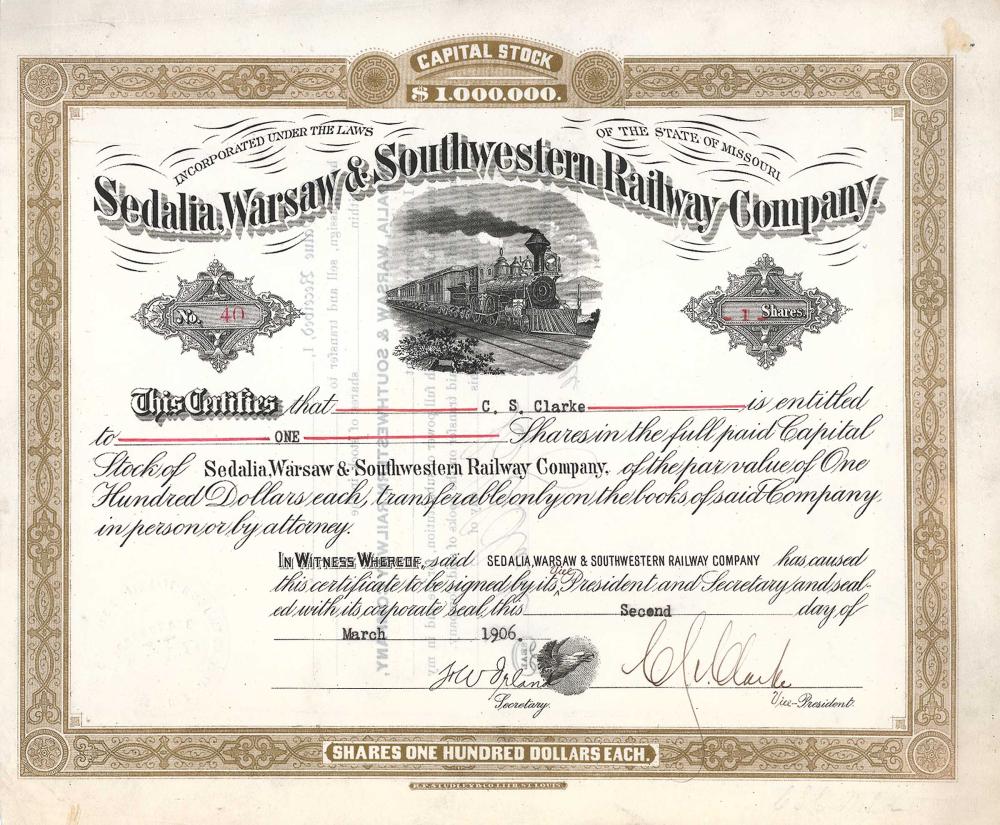 CAPITAL STOCK
$1.000.000.
INCORPORATED UNDER THE LAWS OF THE STATE OF MISSOURI
Sedalia, Warsaw & Southwestern Railway Company.
No. 40
1 Shares.
This Certifies that C. S. Clarke is entitled
to ONE Shares in the full paid Capital
Stock of Sedalia, Warsaw & Southwestern Railway Company, of the par value of One
Hundred Dollars each, transferable only on the books of said Company
in person or by attorney.
IN WITNESS WHEREOF, said SEDALIA, WARSAW & SOUTHWESTERN RAILWAY COMPANY has caused
this certificate to be signed by its Vice President and Secretary and seal-
ed with its corporate seal, this Second day of
March 1906.
Clarke
Secretary.
Vice-President.
SHARES ONE HUNDRED DOLLARS EACH.
ST. LOUIS